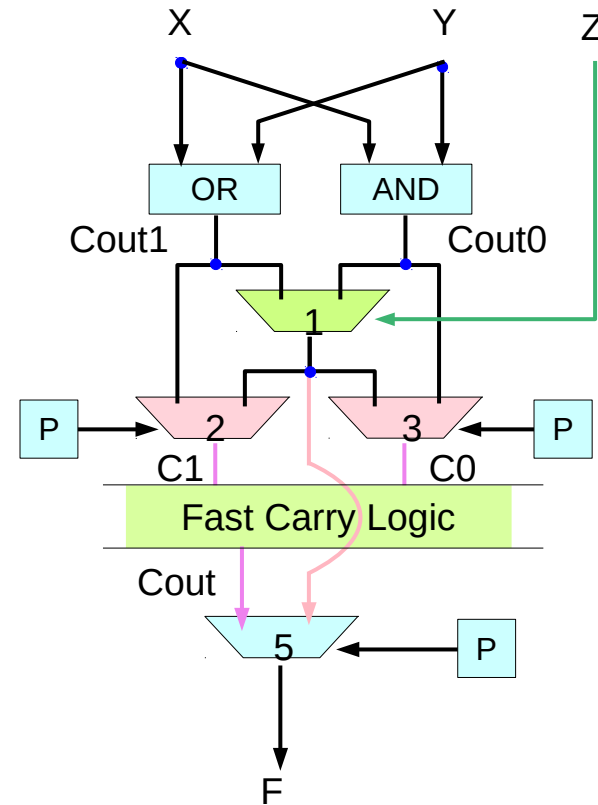 X Y Z
OR AND
Cout1 Cout0
1
P 2 3 P
C1 C0
Fast Carry Logic
Cout
5 P
F